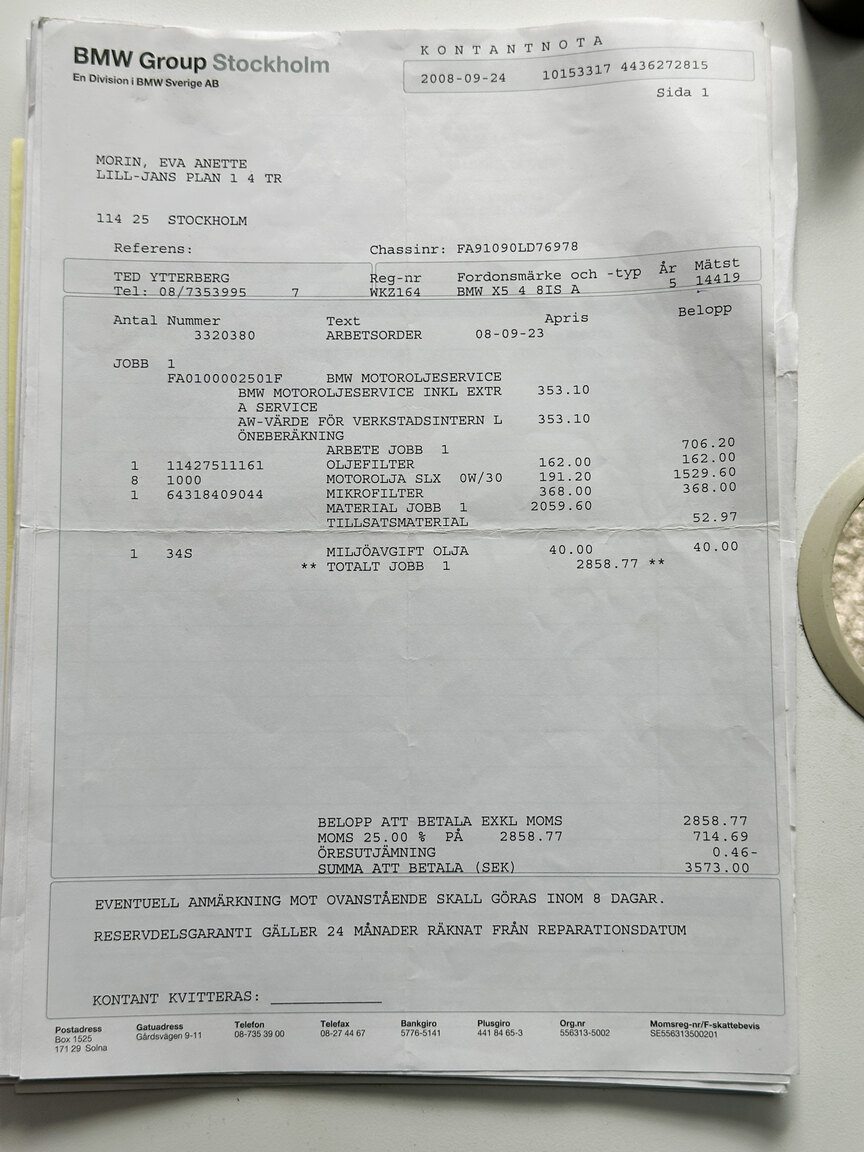 BMW Group Stockholm
En Division i BMW Sverige AB
KONTANTNOTA
2008-09-24 10153317 4436272815
Sida 1
MORIN, EVA ANETTE
LILL-JANS PLAN 1 4 TR
114 25 STOCKHOLM
Referens: Chassinr: FA91090LD76978
TED YTTERBERG Reg-nr Fordonsmärke och -typ År Mätst
Tel: 08/7353995 7 WKZ164 BMW X5 4 8IS A 5 14419
Antal Nummer Text Apris Belopp
3320380 ARBETSORDER 08-09-23
JOBB 1
FA0100002501F BMW MOTOROLJESERVICE
BMW MOTOROLJESERVICE INKL EXTR 353.10
A SERVICE
AW-VÄRDE FÖR VERKSTADSINTERN L 353.10
ÖNEBERÄKNING
ARBETE JOBB 1 706.20
1 11427511161 OLJEFILTER 162.00 162.00
8 1000 MOTOROLJA SLX 0W/30 191.20 1529.60
1 64318409044 MIKROFILTER 368.00 368.00
MATERIAL JOBB 1 2059.60
TILLSATSMATERIAL 52.97
1 34S MILJÖAVGIFT OLJA 40.00 40.00
** TOTALT JOBB 1 2858.77 **
BELOPP ATT BETALA EXKL MOMS 2858.77
MOMS 25.00 % PÅ 2858.77 714.69
ÖRESUTJÄMNING 0.46-
SUMMA ATT BETALA (SEK) 3573.00
EVENTUELL ANMÄRKNING MOT OVANSTÅENDE SKALL GÖRAS INOM 8 DAGAR.
RESERVDELSGARANTI GÄLLER 24 MÅNADER RÄKNAT FRÅN REPARATIONSDATUM
KONTANT KVITTERAS: ____________
Postadress Gatuadress Telefon Telefax Bankgiro Plusgiro Org.nr Momsreg-nr/F-skattebevis
Box 1525 Gårdsvägen 9-11 08-735 39 00 08-27 44 67 5776-5141 441 84 65-3 556313-5002 SE556313500201
171 29 Solna